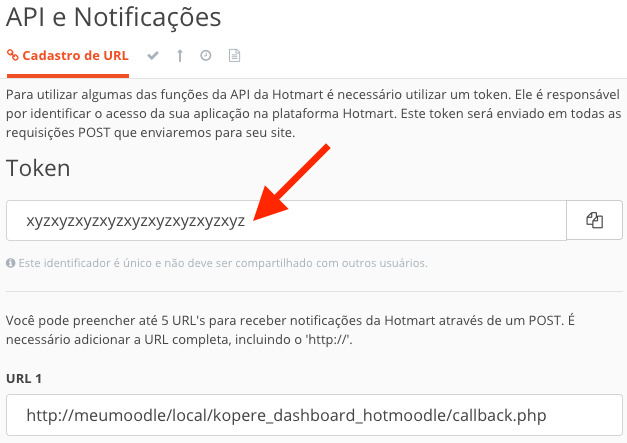 API e Notificações
Cadastro de URL
Para utilizar algumas das funções da API da Hotmart é necessário utilizar um token. Ele é responsável
por identificar o acesso da sua aplicação na plataforma Hotmart. Este token será enviado em todas as
requisições POST que enviaremos para seu site.
Token
xyzxyzxyzxyzxyzxyzxyzxyzxyz
Este identificador é único e não deve ser compartilhado com outros usuários.
Você pode preencher até 5 URL's para receber notificações da Hotmart através de um POST. É
necessário adicionar a URL completa, incluindo o 'http://'.
URL 1
http://meumoodle/local/kopere_dashboard_hotmoodle/callback.php